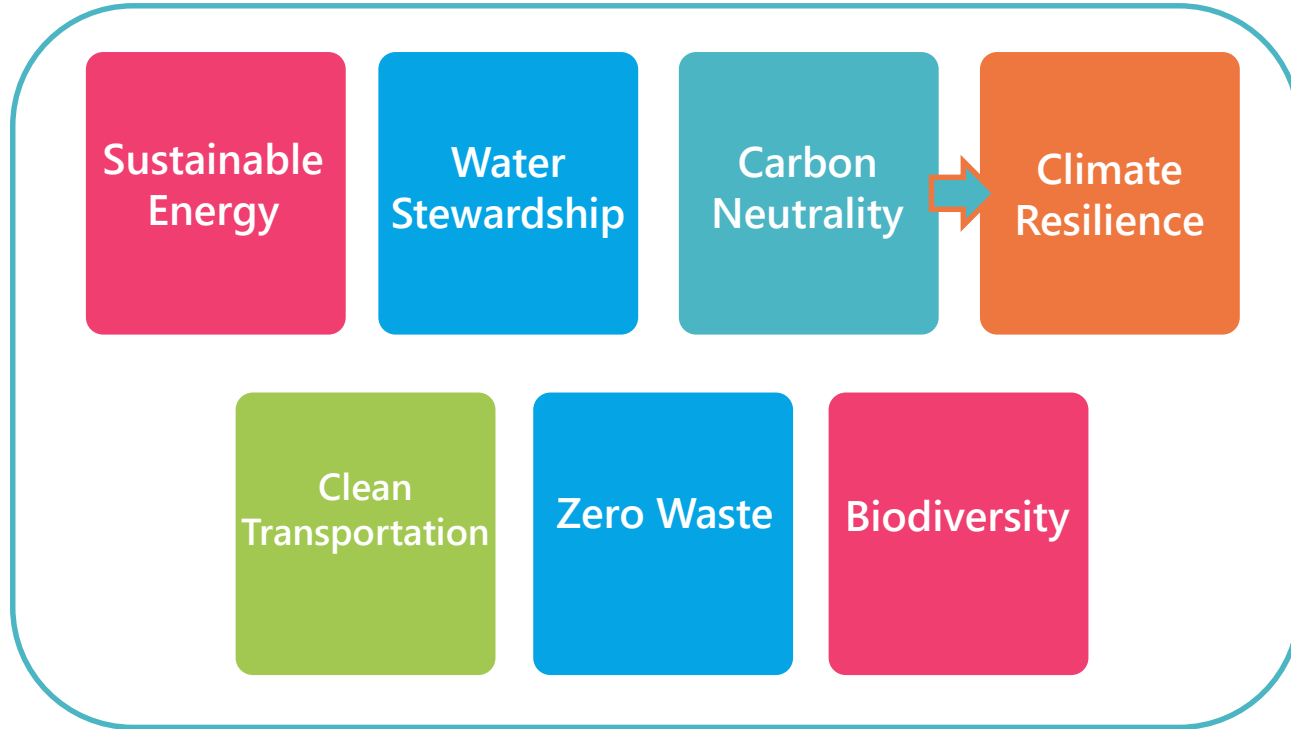 Sustainable
Energy
Water
Stewardship
Carbon
Neutrality
Climate
Resilience
Clean
Transportation
Zero Waste
Biodiversity